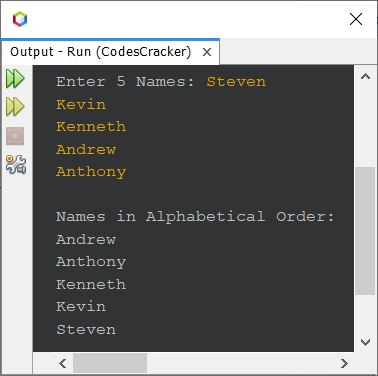 Output - Run (CodesCracker)
Enter 5 Names: Steven
Kevin
Kenneth
Andrew
Anthony
Names in Alphabetical Order:
Andrew
Anthony
Kenneth
Kevin
Steven